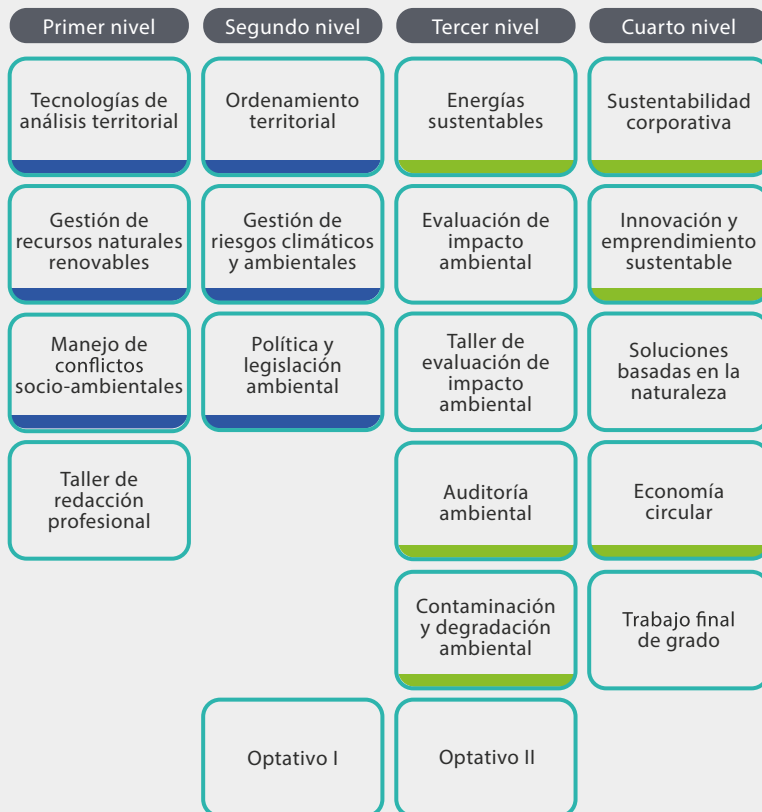 Primer nivel
Segundo nivel
Tercer nivel
Cuarto nivel
Tecnologías de
análisis territorial
Ordenamiento
territorial
Energías
sustentables
Sustentabilidad
corporativa
Gestión de
recursos naturales
renovables
Gestión de
riesgos climáticos
y ambientales
Evaluación de
impacto
ambiental
Innovación y
emprendimiento
sustentable
Manejo de
conflictos
socio-ambientales
Política y
legislación
ambiental
Taller de
evaluación de
impacto
ambiental
Soluciones
basadas en la
naturaleza
Taller de
redacción
profesional
Auditoría
ambiental
Economía
circular
Contaminación
y degradación
ambiental
Trabajo final
de grado
Optativo I
Optativo II